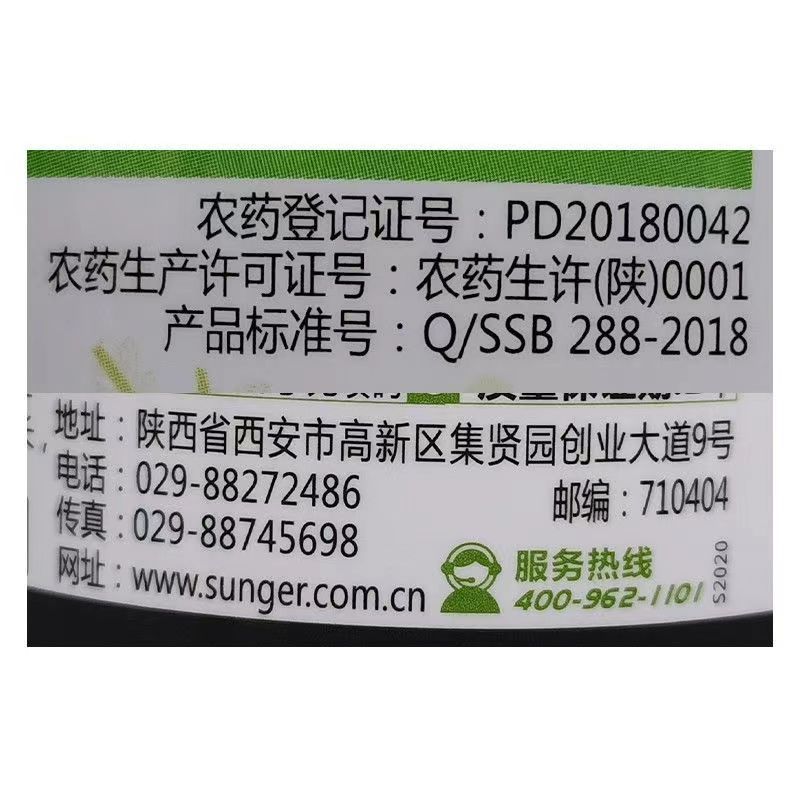 农药登记证号：PD20180042
农药生产许可证号：农药生许(陕)0001
产品标准号：Q/SSB 288-2018
地址：陕西省西安市高新区集贤园创业大道9号
电话：029-88272486
邮编：710404
传真：029-88745698
网址：www.sunger.com.cn
服务热线
400-962-1101
S2020